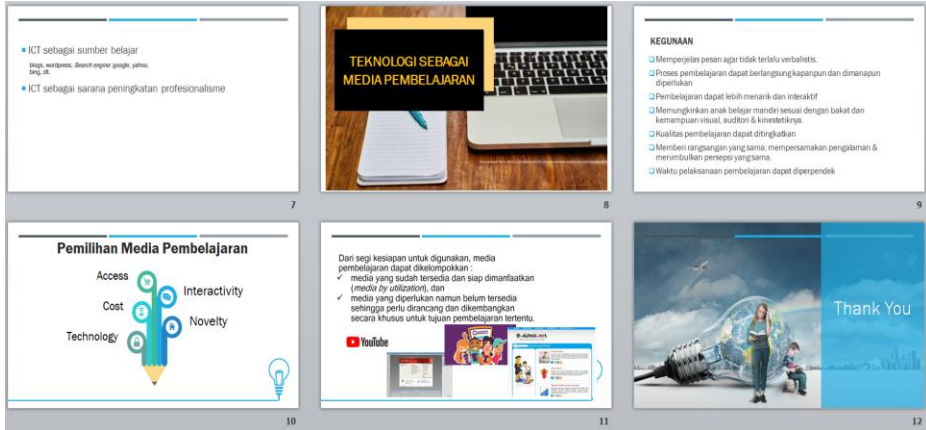 ICT sebagai sumber belajar
blogs, wordpress, Search engine: google, yahoo,
bing, dll.
ICT sebagai sarana peningkatan profesionalisme
7
TEKNOLOGI SEBAGAI
MEDIA PEMBELAJARAN
8
KEGUNAAN
Memperjelas pesan agar tidak terlalu verbalistis.
Proses pembelajaran dapat berlangsung kapanpun dan dimanapun
diperlukan
Pembelajaran dapat lebih menarik dan interaktif
Memungkinkan anak belajar mandiri sesuai dengan bakat dan
kemampuan visual, auditori & kinestetiknya.
Kualitas pembelajaran dapat ditingkatkan
Memberi rangsangan yang sama, mempersamakan pengalaman &
menimbulkan persepsi yang sama.
Waktu pelaksanaan pembelajaran dapat diperpendek
9
Pemilihan Media Pembelajaran
Access
Interactivity
Cost
Novelty
Technology
10
Dari segi kesiapan untuk digunakan, media
pembelajaran dapat dikelompokkan :
✓ media yang sudah tersedia dan siap dimanfaatkan
(media by utilization), dan
✓ media yang diperlukan namun belum tersedia
sehingga perlu dirancang dan dikembangkan
secara khusus untuk tujuan pembelajaran tertentu.
YouTube
11
Thank You
12